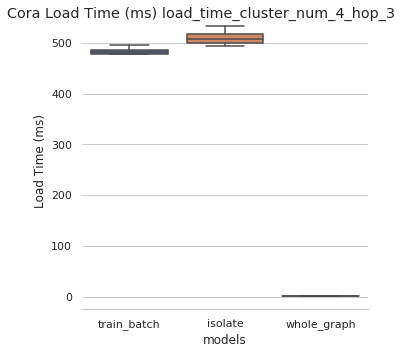 Cora Load Time (ms) load_time_cluster_num_4_hop_3
500
400
300
200
100
0
Load Time (ms)
train_batch isolate whole_graph
models